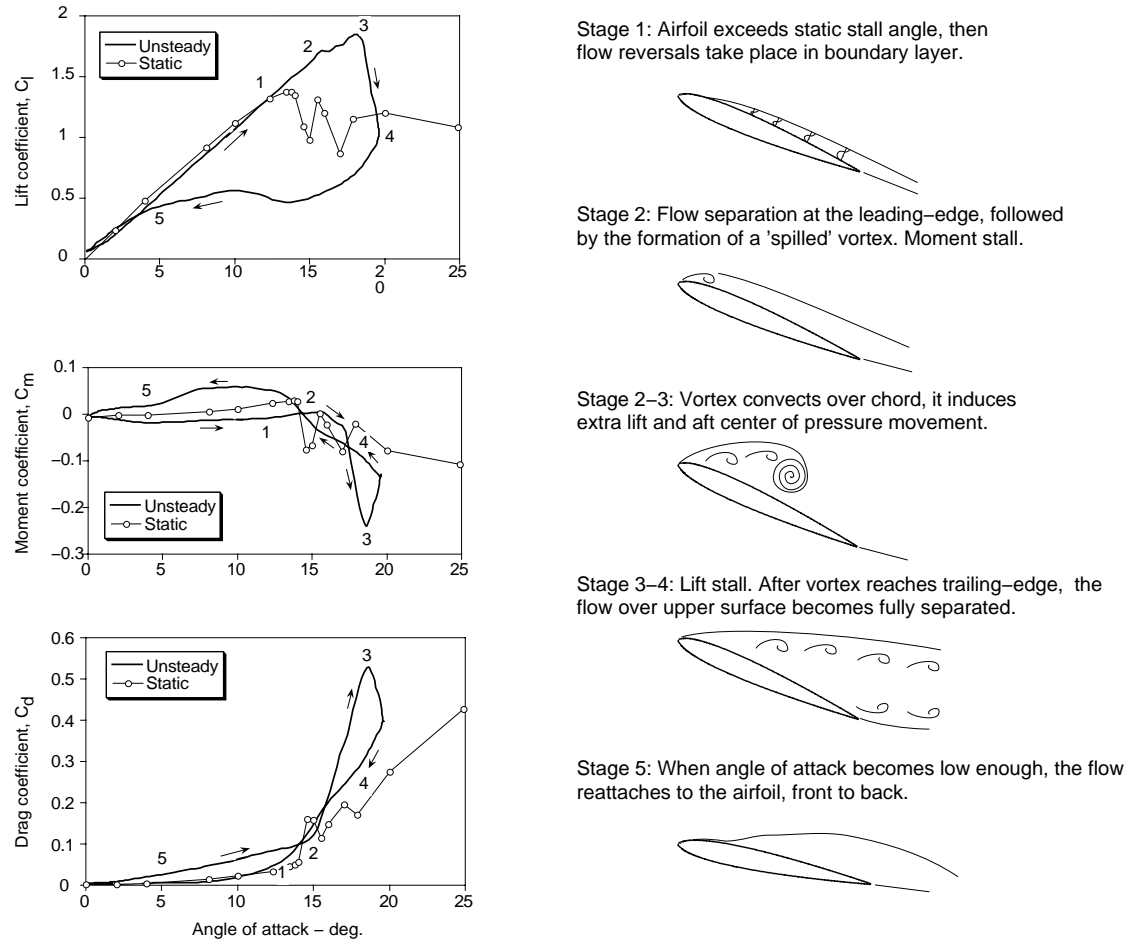 2
1.5
1
0.5
0
Lift coefficient, Cl
Unsteady
Static
1
2
3
4
5
0
5
10
15
2
0
25
0.1
0
−0.1
−0.2
−0.3
Moment coefficient, Cm
5
1
2
4
3
Unsteady
Static
0
5
10
15
20
25
0.6
0.5
0.4
0.3
0.2
0.1
0
Drag coefficient, Cd
Unsteady
Static
3
4
5
2
1
0
5
10
15
20
25
Angle of attack − deg.
Stage 1: Airfoil exceeds static stall angle, then
flow reversals take place in boundary layer.
Stage 2: Flow separation at the leading−edge, followed
by the formation of a 'spilled' vortex. Moment stall.
Stage 2−3: Vortex convects over chord, it induces
extra lift and aft center of pressure movement.
Stage 3−4: Lift stall. After vortex reaches trailing−edge, the
flow over upper surface becomes fully separated.
Stage 5: When angle of attack becomes low enough, the flow
reattaches to the airfoil, front to back.